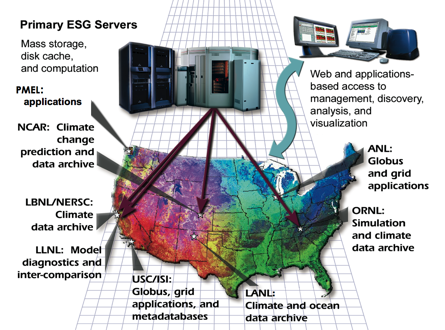 Primary ESG Servers
Mass storage,
disk cache,
and computation
Web and applications-
based access to
management, discovery,
analysis, and
visualization
PMEL:
applications
NCAR: Climate
change
prediction and
data archive
LBNL/NERSC:
Climate
data archive
LLNL: Model
diagnostics and
inter-comparison
USC/ISI:
Globus, grid
applications, and
metadatabases
LANL:
Climate and ocean
data archive
ANL:
Globus
and grid
applications
ORNL:
Simulation
and climate
data archive